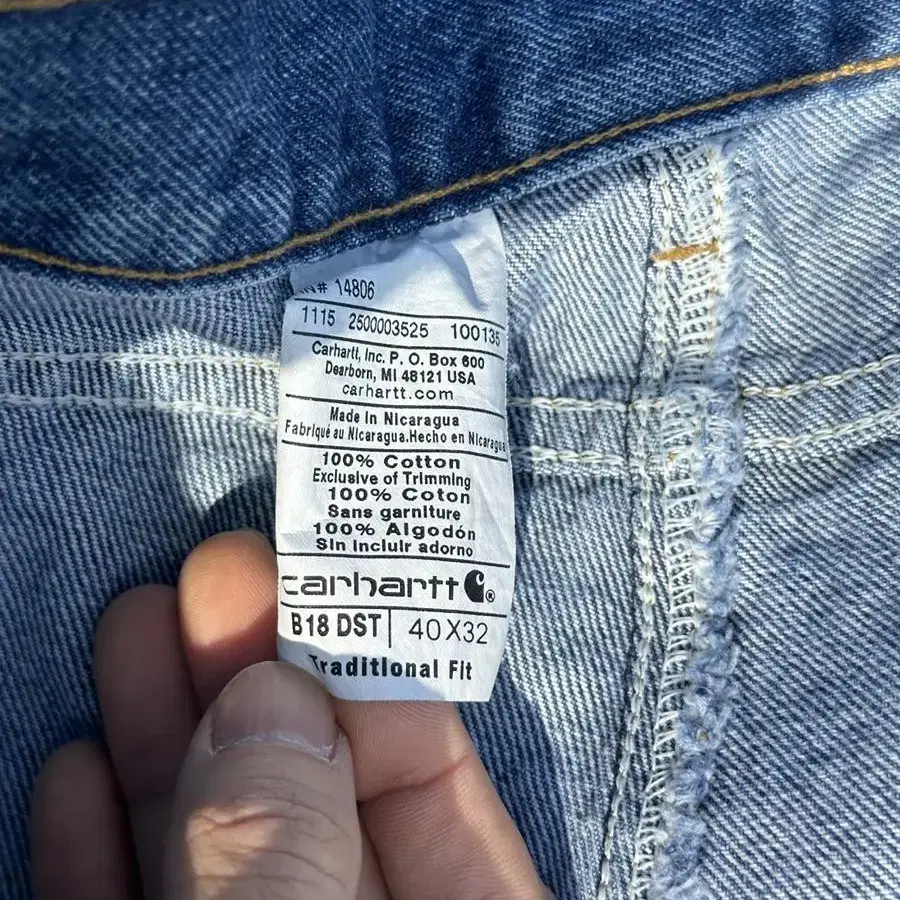 N# 14806
1115 2500003525 100135
Carhartt, Inc. P. O. Box 600
Dearborn, MI 48121 USA
carhartt.com
Made in Nicaragua
Fabriqué au Nicaragua.Hecho en Nicaragua
100% Cotton
Exclusive of Trimming
100% Coton
Sans garniture
100% Algodón
Sin incluir adorno
carhartt®
B18 DST 40X32
Traditional Fit